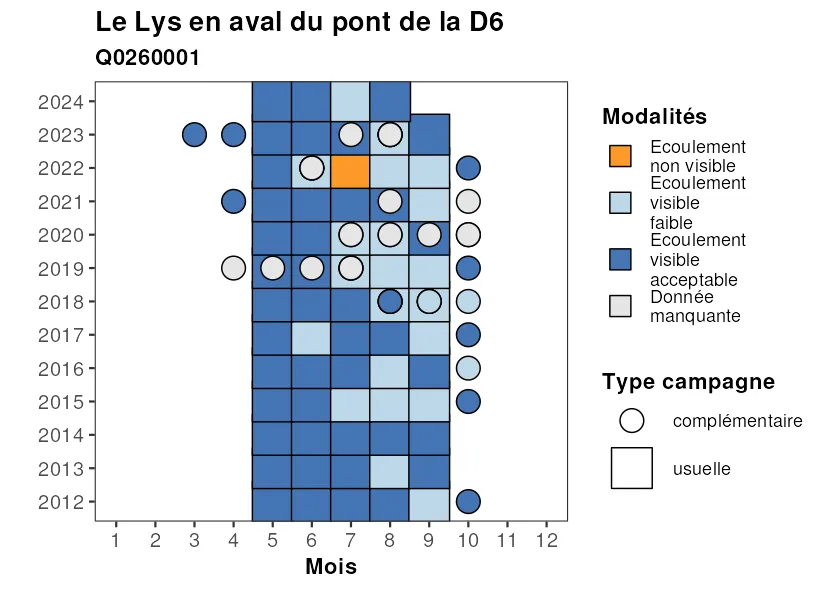 Le Lys en aval du pont de la D6
Q0260001
2024
2023
2022
2021
2020
2019
2018
2017
2016
2015
2014
2013
2012
1 2 3 4 5 6 7 8 9 10 11 12
Mois
Modalités
Ecoulement
non visible
Ecoulement
visible
faible
Ecoulement
visible
acceptable
Donnée
manquante
Type campagne
complémentaire
usuelle